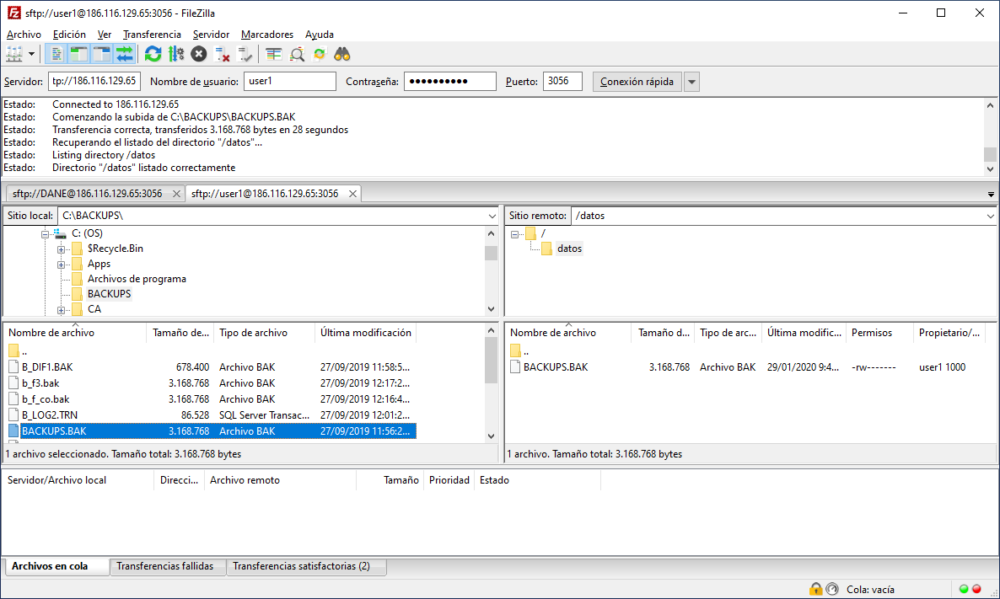 sftp://user1@186.116.129.65:3056 - FileZilla
Archivo Edición Ver Transferencia Servidor Marcadores Ayuda
Servidor: tp://186.116.129.65 Nombre de usuario: user1 Contraseña: ●●●●●●●●●● Puerto: 3056 Conexión rápida
Estado: Connected to 186.116.129.65
Estado: Comenzando la subida de C:\BACKUPS\BACKUPS.BAK
Estado: Transferencia correcta, transferidos 3.168.768 bytes en 28 segundos
Estado: Recuperando el listado del directorio "/datos"...
Estado: Listing directory /datos
Estado: Directorio "/datos" listado correctamente
sftp://DANE@186.116.129.65:3056 sftp://user1@186.116.129.65:3056
Sitio local: C:\BACKUPS\
C: (OS)
$Recycle.Bin
Apps
Archivos de programa
BACKUPS
CA
Sitio remoto: /datos
/
datos
Nombre de archivo Tamaño de... Tipo de archivo Última modificación
..
B_DIF1.BAK 678.400 Archivo BAK 27/09/2019 11:58:5...
b_f3.bak 3.168.768 Archivo BAK 27/09/2019 12:17:2...
b_f_co.bak 3.168.768 Archivo BAK 27/09/2019 12:16:4...
B_LOG2.TRN 86.528 SQL Server Transac... 27/09/2019 12:01:2...
BACKUPS.BAK 3.168.768 Archivo BAK 27/09/2019 11:56:2...
1 archivo seleccionado. Tamaño total: 3.168.768 bytes
Nombre de archivo Tamaño d... Tipo de arc... Última modific... Permisos Propietario/...
..
BACKUPS.BAK 3.168.768 Archivo BAK 29/01/2020 9:4... -rw------- user1 1000
1 archivo. Tamaño total: 3.168.768 bytes
Servidor/Archivo local Direcci... Archivo remoto Tamaño Prioridad Estado
Archivos en cola Transferencias fallidas Transferencias satisfactorias (2)
Cola: vacía